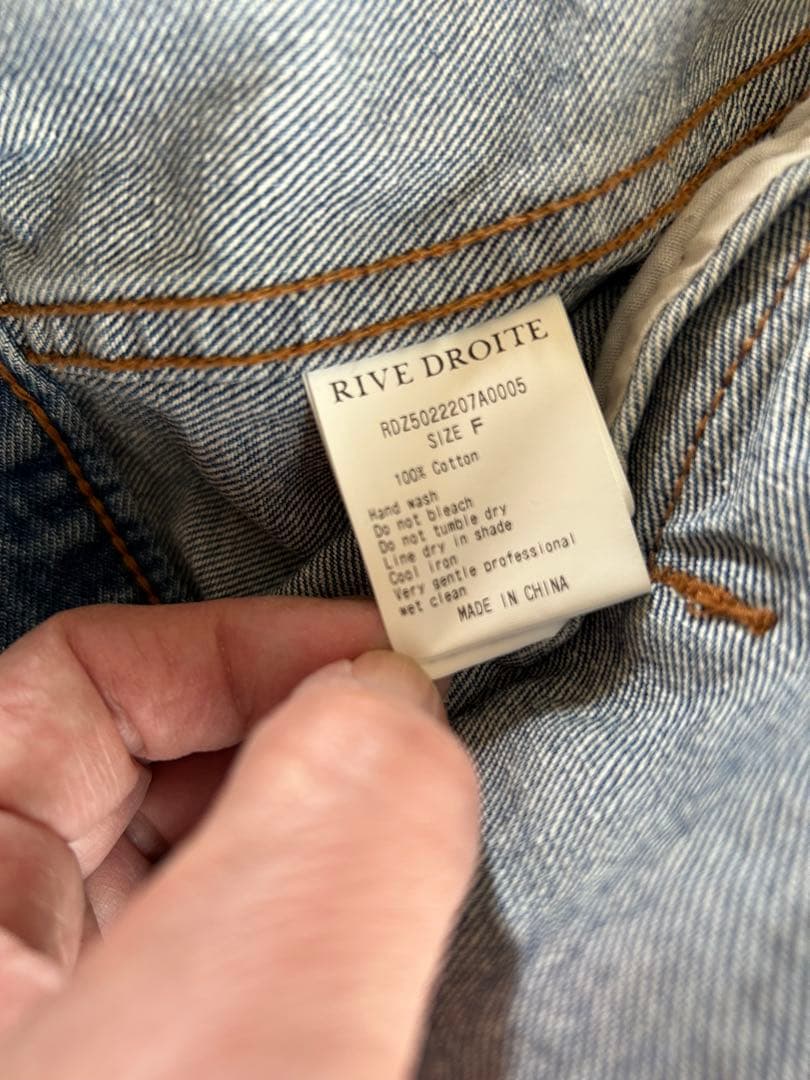 RIVE DROITE
RDZ5022207A0005
SIZE F
100% Cotton
Hand wash
Do not bleach
Do not tumble dry
Line dry in shade
Cool iron
Very gentle professional
wet clean
MADE IN CHINA